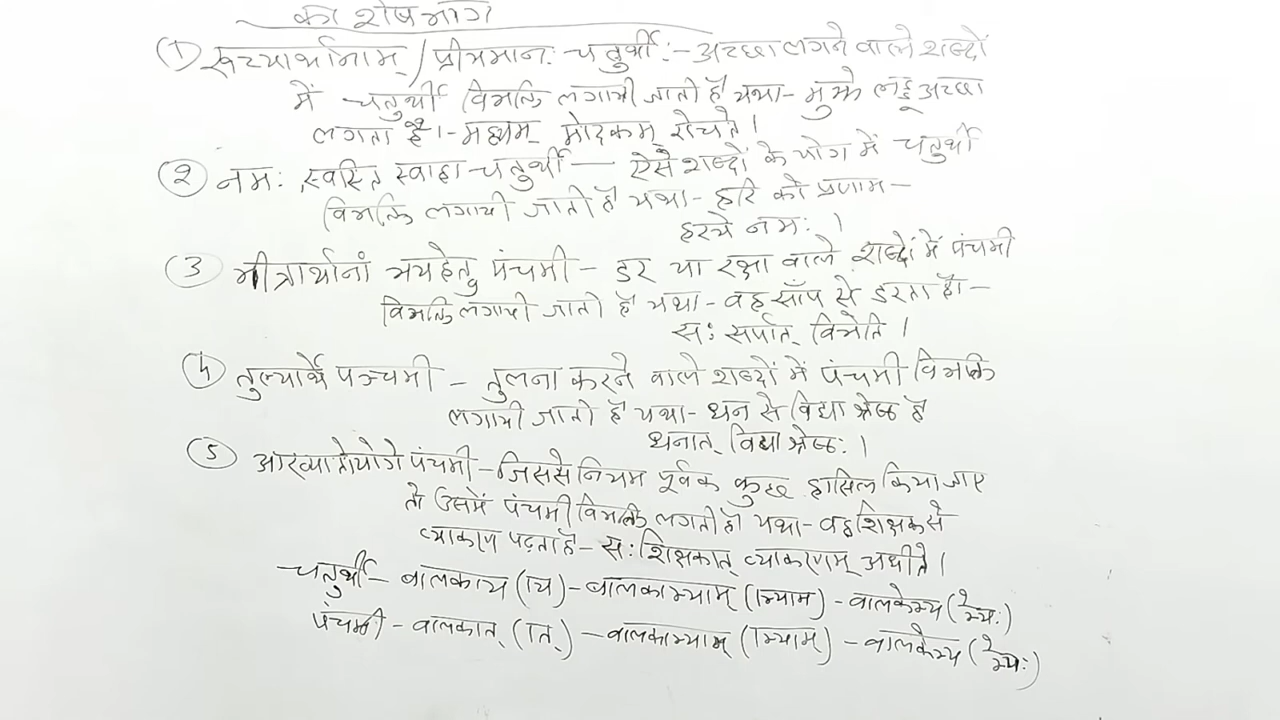 का शेष भाग
(1) रूच्यार्थानाम् / प्रीयमानः चतुर्थीः- अच्छा लगने वाले शब्दों
में चतुर्थी विभक्ति लगायी जाती है यथा- मुझे लड्डू अच्छा
लगता है।- मह्यम् मोदकम् रोचते।
(2) नमः स्वस्ति स्वाहा-चतुर्थी — ऐसे शब्दों के योग में चतुर्थी
विभक्ति लगायी जाती है यथा- हरि को प्रणाम -
हरये नमः ।
(3) भीत्रार्थानां भयहेतु पंचमी - डर या रक्षा वाले शब्दों में पंचमी
विभक्ति लगायी जाती है यथा- वह साँप से डरता है।-
सः सर्पात् विभेति ।
(4) तुल्यार्थे पञ्चमी - तुलना करने वाले शब्दों में पंचमी विभक्ति
लगायी जाती है यथा- धन से विद्या श्रेष्ठ है
धनात् विद्या श्रेष्ठः ।
(5) आख्यातोयोगे पंचमी - जिससे नियम पूर्वक कुछ हासिल किया जाए
तो उसमें पंचमी विभक्ति लगती है। यथा- वह शिक्षक से
व्याकरण पढ़ता है - सः शिक्षकात् व्याकरणम् अधीते।
चतुर्थी - बालकाय (ाय) - बालकाभ्याम् (ाभ्याम) - बालकेभ्य (ेभ्यः)
पंचमी - बालकात् (ात्) - बालकाभ्याम् (ाभ्याम्) - बालकेभ्य (ेभ्यः)